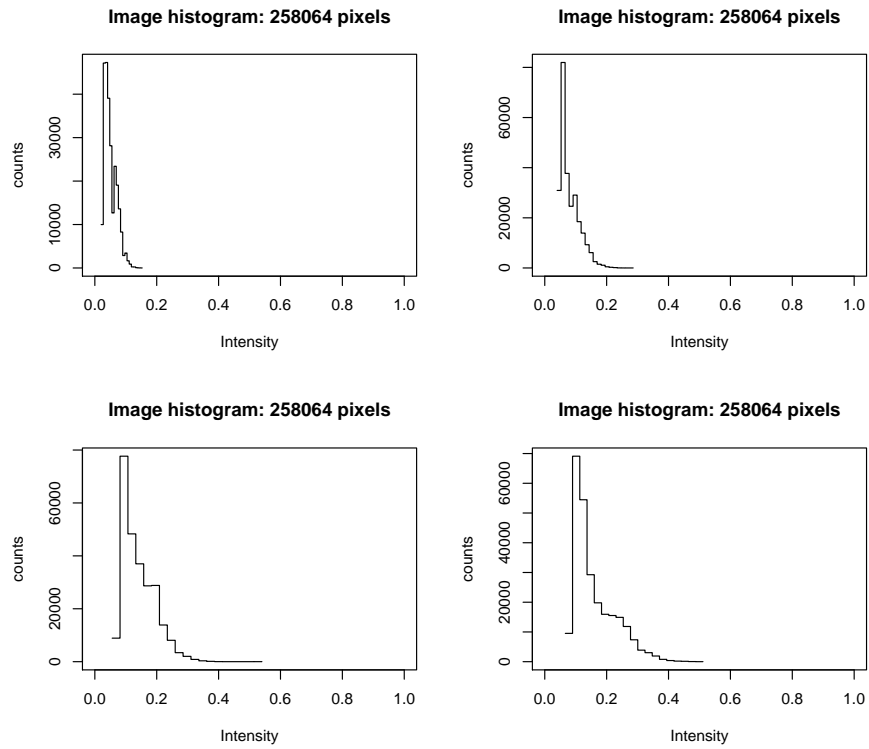 Image histogram: 258064 pixels
counts
0 10000 30000
0.0 0.2 0.4 0.6 0.8 1.0
Intensity
Image histogram: 258064 pixels
counts
0 20000 60000
0.0 0.2 0.4 0.6 0.8 1.0
Intensity
Image histogram: 258064 pixels
counts
0 20000 60000
0.0 0.2 0.4 0.6 0.8 1.0
Intensity
Image histogram: 258064 pixels
counts
0 10000 20000 30000 40000 50000 60000 70000
0.0 0.2 0.4 0.6 0.8 1.0
Intensity